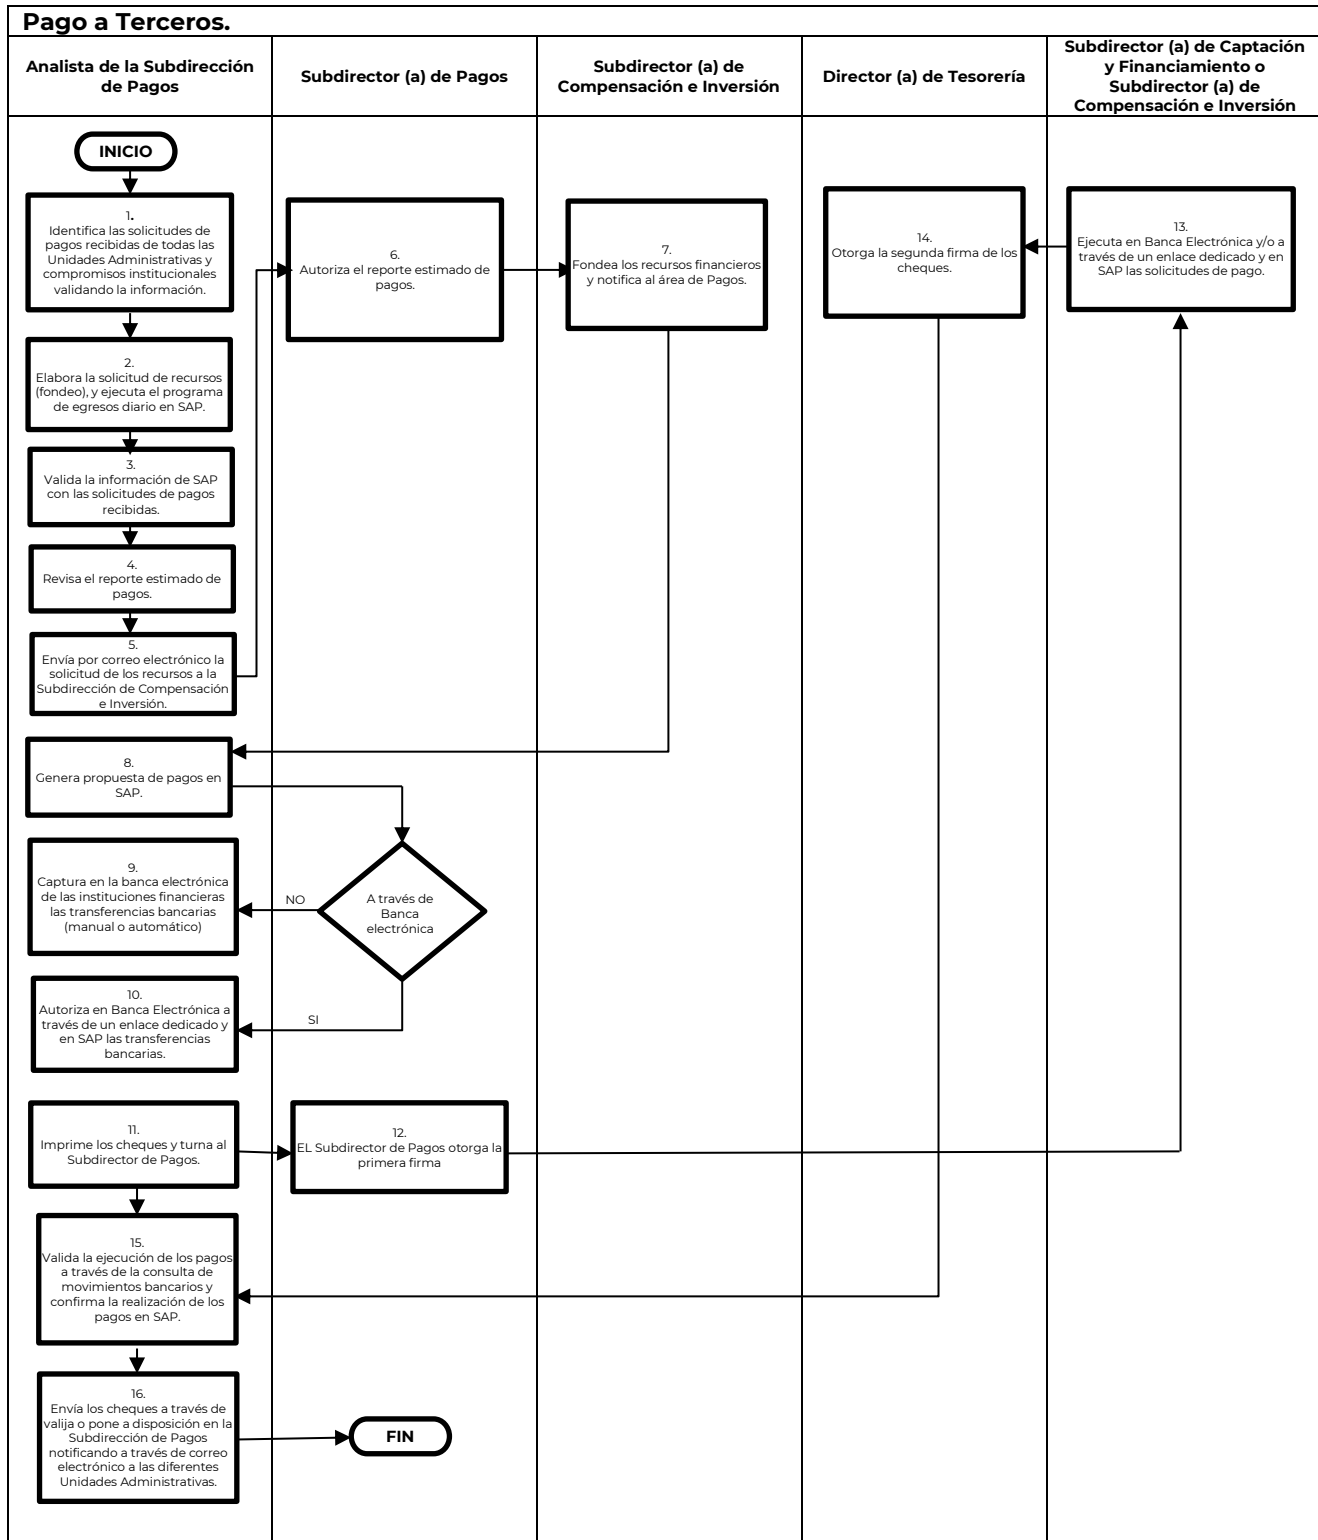 Pago a Terceros.
Analista de la Subdirección
de Pagos
Subdirector (a) de Pagos
Subdirector (a) de
Compensación e Inversión
Director (a) de Tesorería
Subdirector (a) de Captación
y Financiamiento o
Subdirector (a) de
Compensación e Inversión
INICIO
1.
Identifica las solicitudes de
pagos recibidas de todas las
Unidades Administrativas y
compromisos institucionales
validando la información.
2.
Elabora la solicitud de recursos
(fondeo), y ejecuta el programa
de egresos diario en SAP.
3.
Valida la información de SAP
con las solicitudes de pagos
recibidas.
4.
Revisa el reporte estimado de
pagos.
5.
Envía por correo electrónico la
solicitud de los recursos a la
Subdirección de Compensación
e Inversión.
6.
Autoriza el reporte estimado de
pagos.
7.
Fondea los recursos financieros
y notifica al área de Pagos.
14.
Otorga la segunda firma de los
cheques.
13.
Ejecuta en Banca Electrónica y/o a
través de un enlace dedicado y en
SAP las solicitudes de pago.
8.
Genera propuesta de pagos en
SAP.
A través de
Banca
electrónica
NO
9.
Captura en la banca electrónica
de las instituciones financieras
las transferencias bancarias
(manual o automático)
SI
10.
Autoriza en Banca Electrónica a
través de un enlace dedicado y
en SAP las transferencias
bancarias.
11.
Imprime los cheques y turna al
Subdirector de Pagos.
12.
EL Subdirector de Pagos otorga la
primera firma
15.
Valida la ejecución de los pagos
a través de la consulta de
movimientos bancarios y
confirma la realización de los
pagos en SAP.
16.
Envía los cheques a través de
valija o pone a disposición en la
Subdirección de Pagos
notificando a través de correo
electrónico a las diferentes
Unidades Administrativas.
FIN